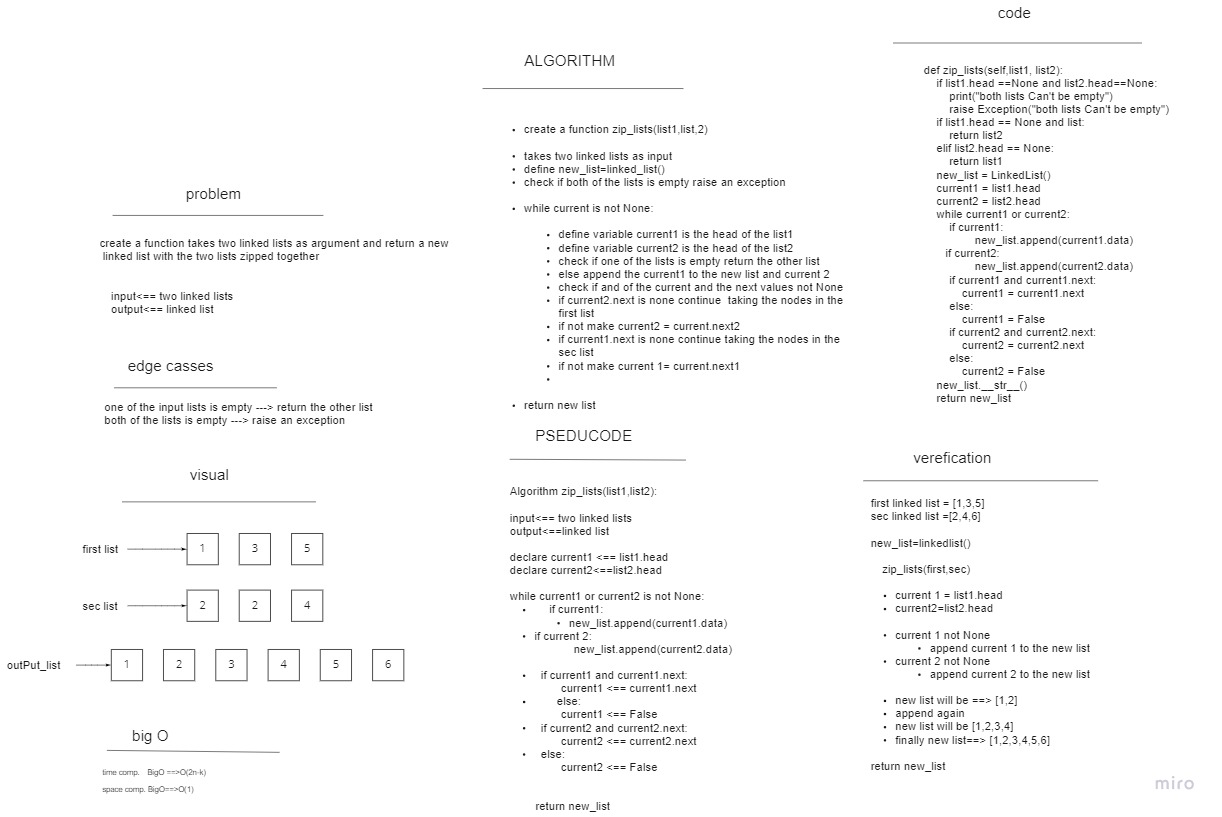 problem
create a function takes two linked lists as argument and return a new
linked list with the two lists zipped together
input<== two linked lists
output<== linked list
edge casses
one of the input lists is empty ---> return the other list
both of the lists is empty ---> raise an exception
visual
first list
1 3 5
sec list
2 2 4
outPut_list
1 2 3 4 5 6
big O
time comp. BigO ==>O(2n-k)
space comp. BigO==>O(1)
ALGORITHM
• create a function zip_lists(list1,list,2)
• takes two linked lists as input
• define new_list=linked_list()
• check if both of the lists is empty raise an exception
• while current is not None:
• define variable current1 is the head of the list1
• define variable current2 is the head of the list2
• check if one of the lists is empty return the other list
• else append the current1 to the new list and current 2
• check if and of the current and the next values not None
• if current2.next is none continue taking the nodes in the
first list
• if not make current2 = current.next2
• if current1.next is none continue taking the nodes in the
sec list
• if not make current 1= current.next1
•
• return new list
PSEDUCODE
Algorithm zip_lists(list1,list2):
input<== two linked lists
output<==linked list
declare current1 <== list1.head
declare current2<==list2.head
while current1 or current2 is not None:
• if current1:
• new_list.append(current1.data)
• if current 2:
new_list.append(current2.data)
• if current1 and current1.next:
current1 <== current1.next
• else:
current1 <== False
• if current2 and current2.next:
current2 <== current2.next
• else:
current2 <== False
return new_list
code
def zip_lists(self,list1, list2):
if list1.head ==None and list2.head==None:
print("both lists Can't be empty")
raise Exception("both lists Can't be empty")
if list1.head == None and list:
return list2
elif list2.head == None:
return list1
new_list = LinkedList()
current1 = list1.head
current2 = list2.head
while current1 or current2:
if current1:
new_list.append(current1.data)
if current2:
new_list.append(current2.data)
if current1 and current1.next:
current1 = current1.next
else:
current1 = False
if current2 and current2.next:
current2 = current2.next
else:
current2 = False
new_list.__str__()
return new_list
verefication
first linked list = [1,3,5]
sec linked list =[2,4,6]
new_list=linkedlist()
zip_lists(first,sec)
• current 1 = list1.head
• current2=list2.head
• current 1 not None
• append current 1 to the new list
• current 2 not None
• append current 2 to the new list
• new list will be ==> [1,2]
• append again
• new list will be [1,2,3,4]
• finally new list==> [1,2,3,4,5,6]
return new_list
miro